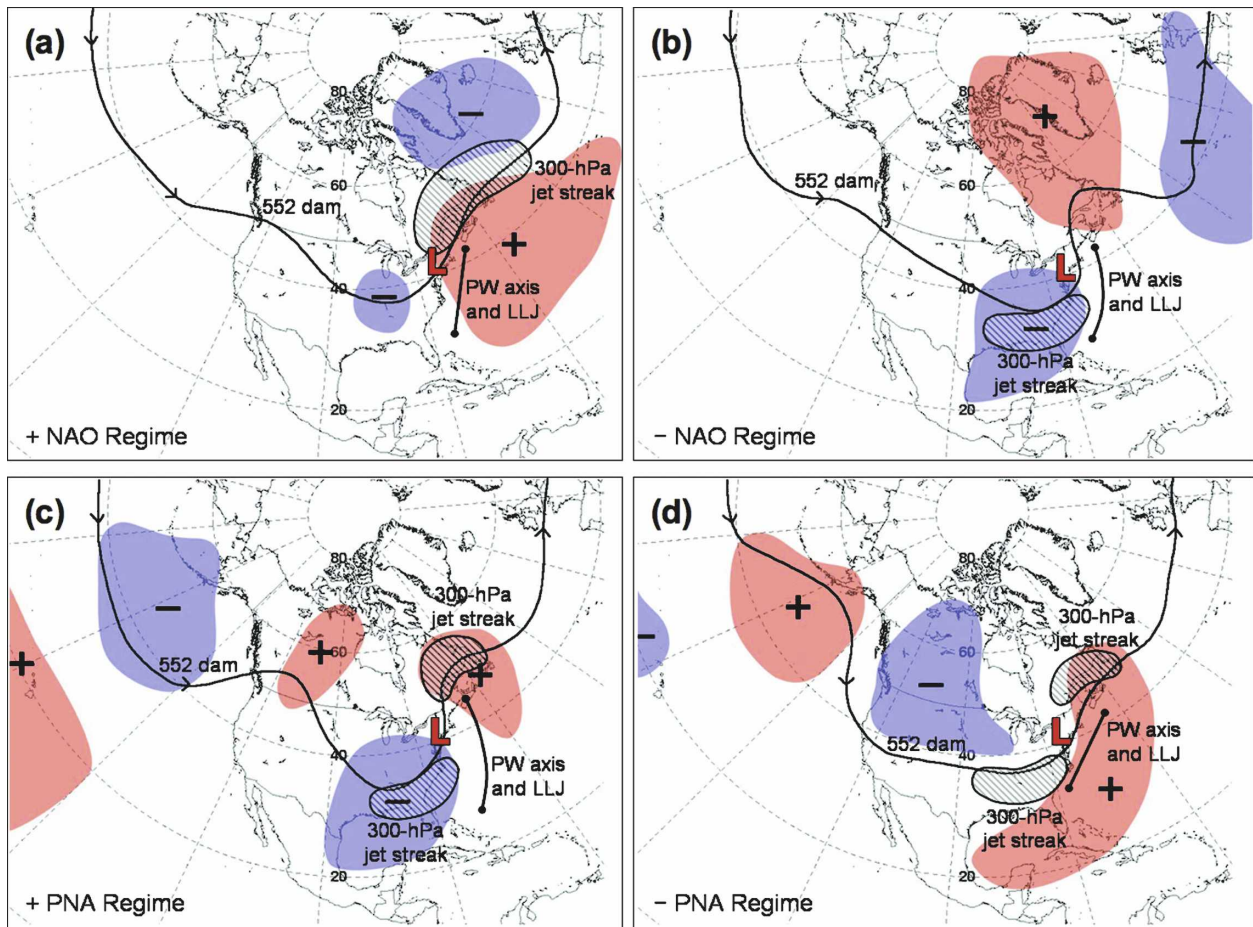 (a)
−
80
300-hPa
jet streak
60
552 dam
L
+
−
40
PW axis
and LLJ
20
+ NAO Regime
(b)
80
+
−
552 dam
60
L
40
PW axis
and LLJ
−
300-hPa
jet streak
20
− NAO Regime
(c)
80
−
300-hPa
jet streak
+
552 dam
+
60
+
L
40
PW axis
and LLJ
−
300-hPa
jet streak
20
+ PNA Regime
(d)
80
+
300-hPa
jet streak
−
60
−
L
552 dam
40
PW axis
and LLJ
+
300-hPa
jet streak
20
− PNA Regime